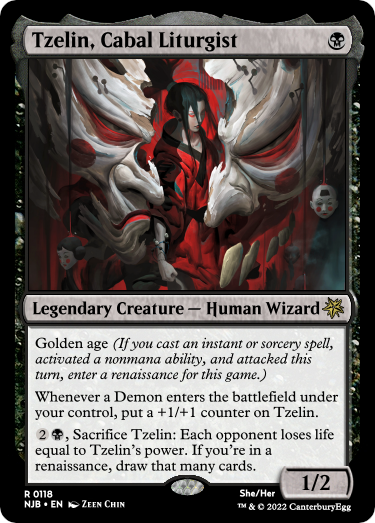 Tzelin, Cabal Liturgist
Legendary Creature — Human Wizard
Golden age (If you cast an instant or sorcery spell,
activated a nonmana ability, and attacked this
turn, enter a renaissance for this game.)
Whenever a Demon enters the battlefield under
your control, put a +1/+1 counter on Tzelin.
2, Sacrifice Tzelin: Each opponent loses life
equal to Tzelin's power. If you're in a
renaissance, draw that many cards.
1/2
R 0118
NJB • EN Zeen Chin
She/Her
™ & © 2022 CanterburyEgg